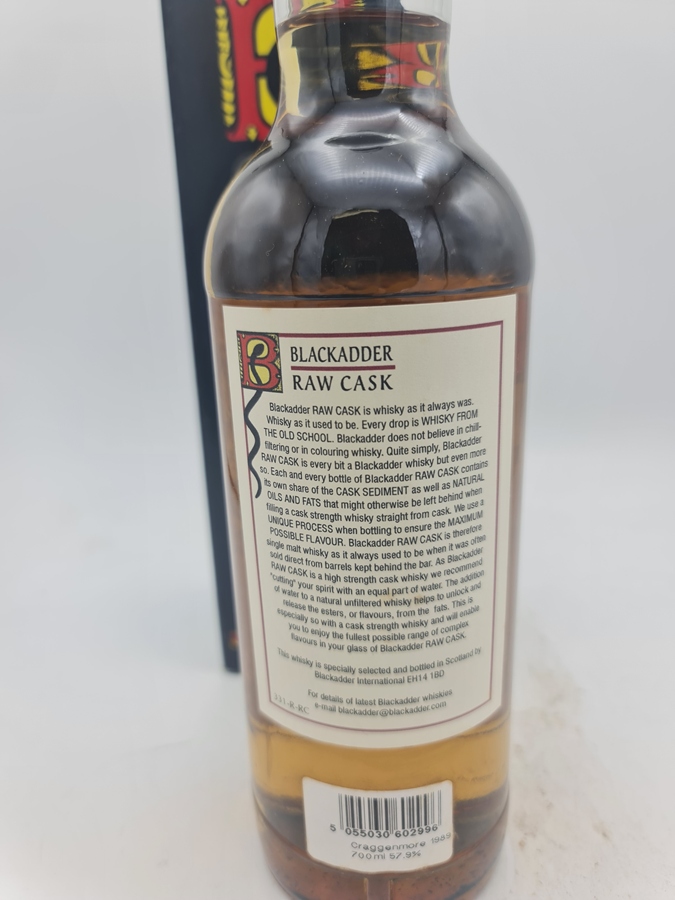 BLACKADDER
RAW CASK
Blackadder RAW CASK is whisky as it always was.
Whisky as it used to be. Every drop is WHISKY FROM
THE OLD SCHOOL. Blackadder does not believe in chill-
filtering or in colouring whisky. Quite simply, Blackadder
RAW CASK is every bit a Blackadder whisky but even more
so. Each and every bottle of Blackadder RAW CASK contains
its own share of the CASK SEDIMENT as well as NATURAL
OILS AND FATS that might otherwise be left behind when
filling a cask strength whisky straight from cask. We use a
UNIQUE PROCESS when bottling to ensure the MAXIMUM
POSSIBLE FLAVOUR. Blackadder RAW CASK is therefore
single malt whisky as it always used to be when it was often
sold direct from barrels kept behind the bar. As Blackadder
RAW CASK is a high strength cask whisky we recommend
"cutting" your spirit with an equal part of water. The addition
of water to a natural unfiltered whisky helps to unlock and
release the esters, or flavours, from the fats. This is
especially so with a cask strength whisky and will enable
you to enjoy the fullest possible range of complex
flavours in your glass of Blackadder RAW CASK.
This whisky is specially selected and bottled in Scotland by
Blackadder International EH14 1BD
For details of latest Blackadder whiskies
e-mail blackadder@blackadder.com
5 055030 602996
Craggenmore 1989
700ml 57.9%